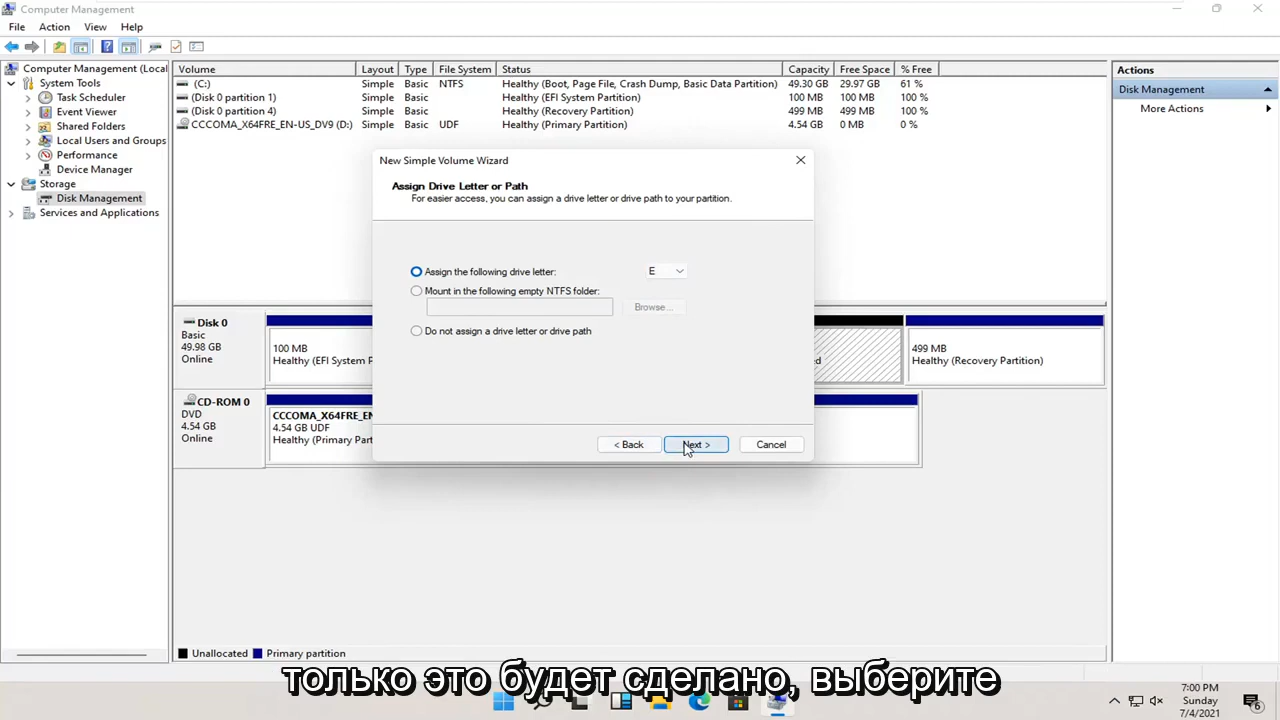 Computer Management
File Action View Help
Computer Management (Local
System Tools
Task Scheduler
Event Viewer
Shared Folders
Local Users and Groups
Performance
Device Manager
Storage
Disk Management
Services and Applications
Volume Layout Type File System Status Capacity Free Space % Free
(C:) Simple Basic NTFS Healthy (Boot, Page File, Crash Dump, Basic Data Partition) 49.30 GB 29.97 GB 61 %
(Disk 0 partition 1) Simple Basic Healthy (EFI System Partition) 100 MB 100 MB 100 %
(Disk 0 partition 4) Simple Basic Healthy (Recovery Partition) 499 MB 499 MB 100 %
CCCOMA_X64FRE_EN-US_DV9 (D:) Simple Basic UDF Healthy (Primary Partition) 4.54 GB 0 MB 0 %
Actions
Disk Management
More Actions
New Simple Volume Wizard
Assign Drive Letter or Path
For easier access, you can assign a drive letter or drive path to your partition.
Assign the following drive letter: E
Mount in the following empty NTFS folder:
Browse...
Do not assign a drive letter or drive path
< Back Next > Cancel
Disk 0
Basic
49.98 GB
Online
100 MB
Healthy (EFI System P
d
499 MB
Healthy (Recovery Partition)
CD-ROM 0
DVD
4.54 GB
Online
CCCOMA_X64FRE_EN
4.54 GB UDF
Healthy (Primary Part
Unallocated Primary partition
только это будет сделано, выберите
7:00 PM
Sunday
7/4/2021
6